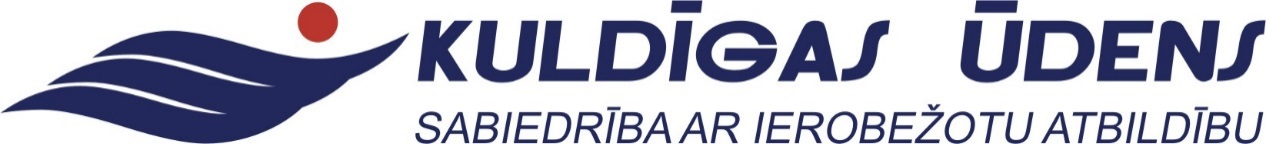 KULDĪGAS ŪDENS
SABIEDRĪBA AR IEROBEŽOTU ATBILDĪBU